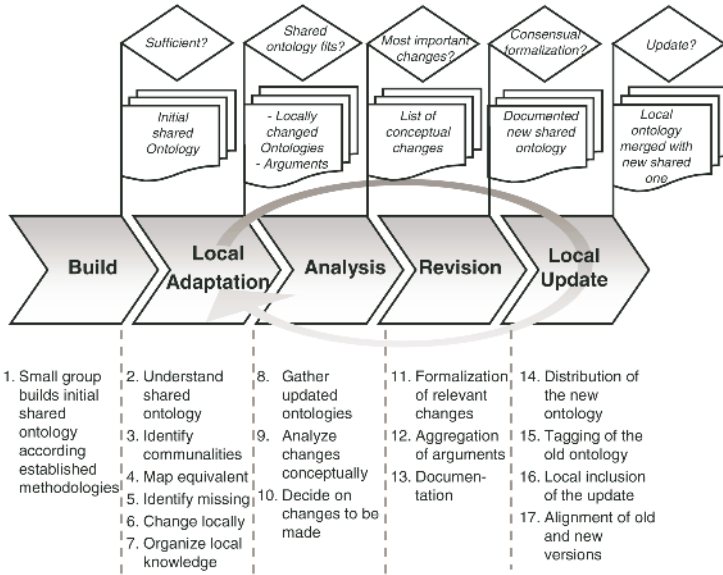 Sufficient?
Shared
ontology fits?
Most important
changes?
Consensual
formalization?
Update?
Initial
shared
Ontology
- Locally
changed
Ontologies
- Arguments
List of
conceptual
changes
Documented
new shared
ontology
Local
ontology
merged with
new shared
one
Build
Local
Adaptation
Analysis
Revision
Local
Update
1. Small group
builds initial
shared
ontology
according
established
methodologies
2. Understand
shared
ontology
3. Identify
communalities
4. Map equivalent
5. Identify missing
6. Change locally
7. Organize local
knowledge
8. Gather
updated
ontologies
9. Analyze
changes
conceptually
10. Decide on
changes to be
made
11. Formalization
of relevant
changes
12. Aggregation
of arguments
13. Documen-
tation
14. Distribution of
the new
ontology
15. Tagging of the
old ontology
16. Local inclusion
of the update
17. Alignment of old
and new
versions